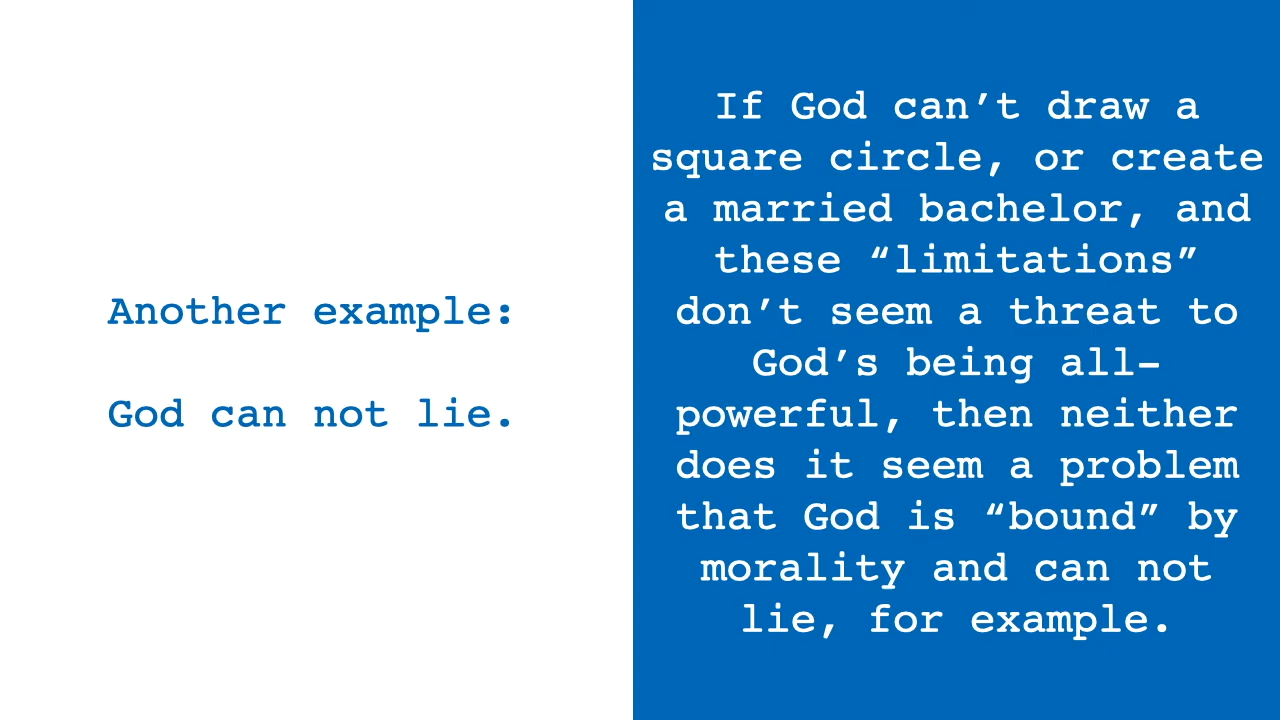 Another example:
God can not lie.
If God can’t draw a
square circle, or create
a married bachelor, and
these “limitations”
don’t seem a threat to
God’s being all-
powerful, then neither
does it seem a problem
that God is “bound” by
morality and can not
lie, for example.